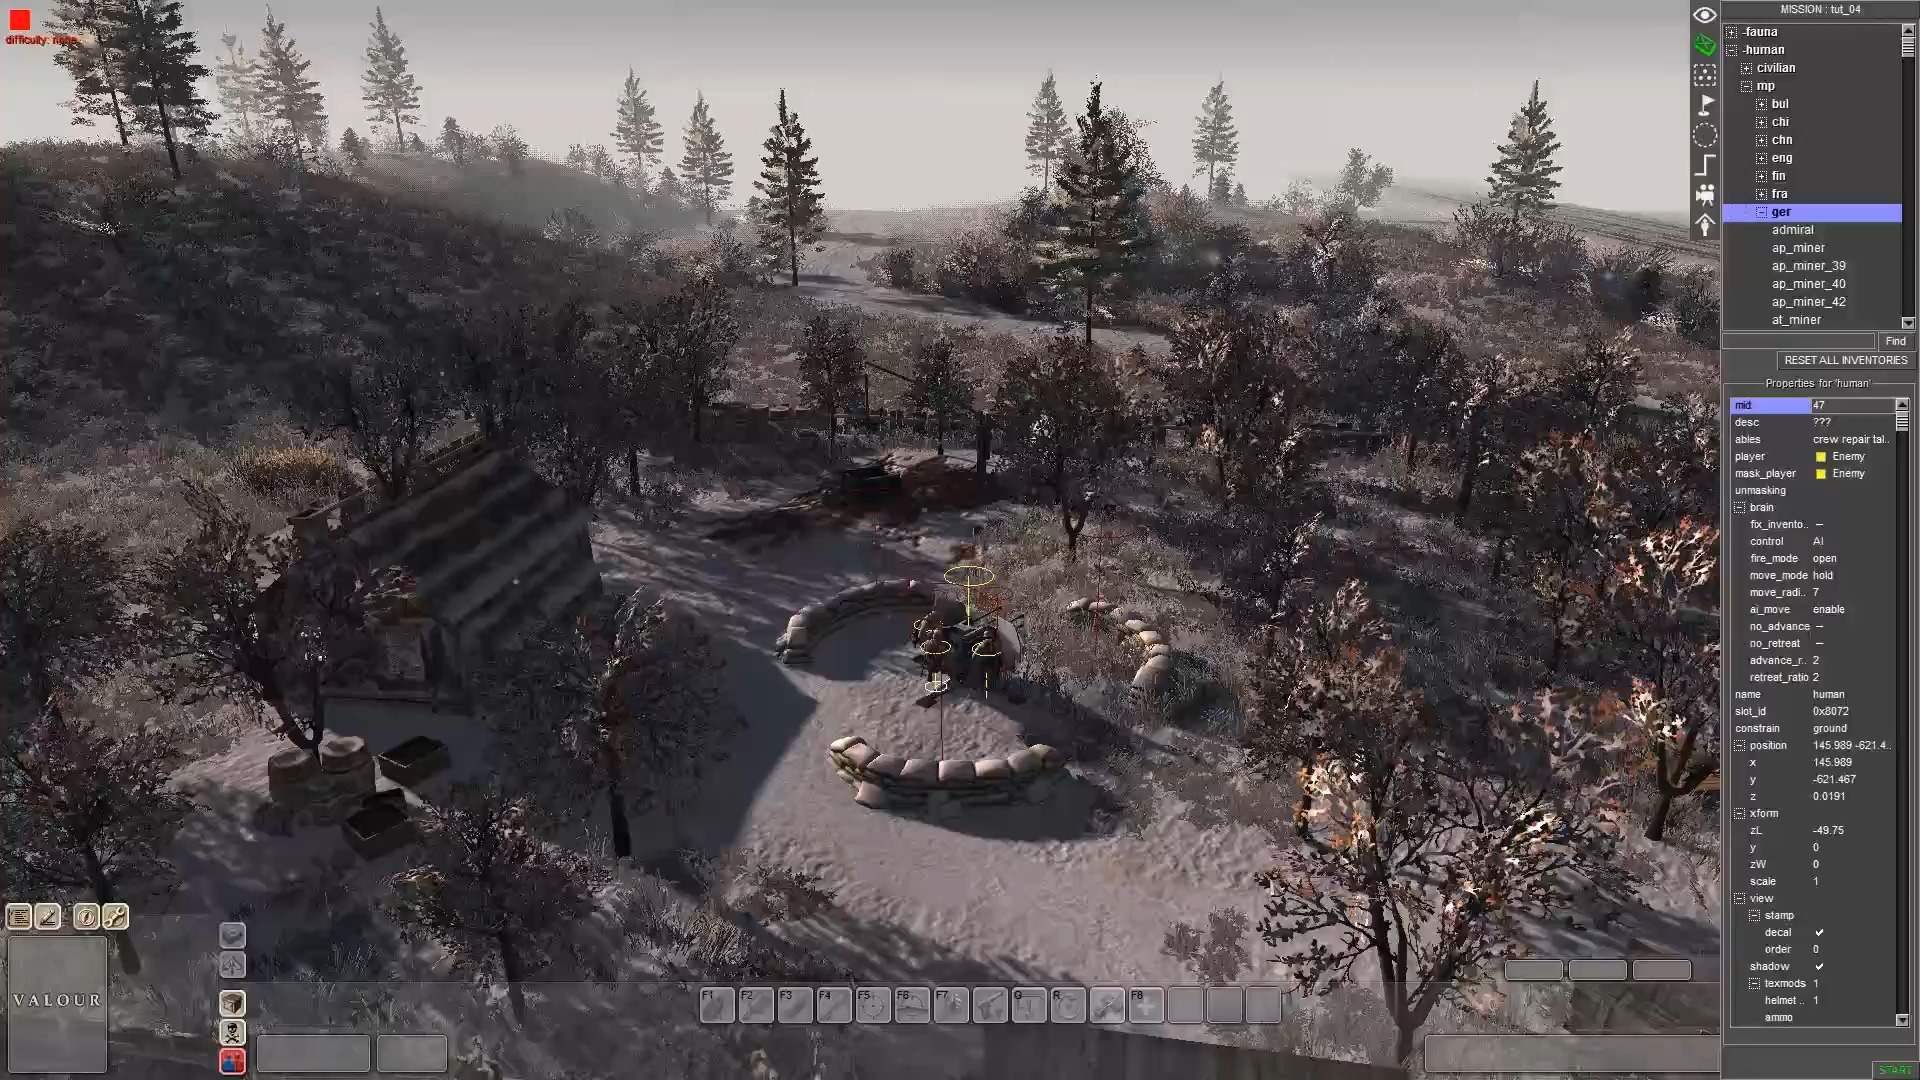 difficulty: none
MISSION : tut_04
-fauna
-human
civilian
mp
bul
chi
chn
eng
fin
fra
ger
admiral
ap_miner
ap_miner_39
ap_miner_40
ap_miner_42
at_miner
Find
RESET ALL INVENTORIES
Properties for 'human'
mid 47
desc ???
ables crew repair tal..
player Enemy
mask_player Enemy
unmasking
brain
fix_invento.. --
control AI
fire_mode open
move_mode hold
move_radi.. 7
ai_move enable
no_advance --
no_retreat --
advance_r.. 2
retreat_ratio 2
name human
slot_id 0x8072
constrain ground
position 145.989 -621.4..
x 145.989
y -621.467
z 0.0191
xform
zL -49.75
y 0
zW 0
scale 1
view
stamp
decal
order 0
shadow
texmods 1
helmet .. 1
ammo
VALOUR
F1 F2 F3 F4 F5 F6 F7 G R F8
START